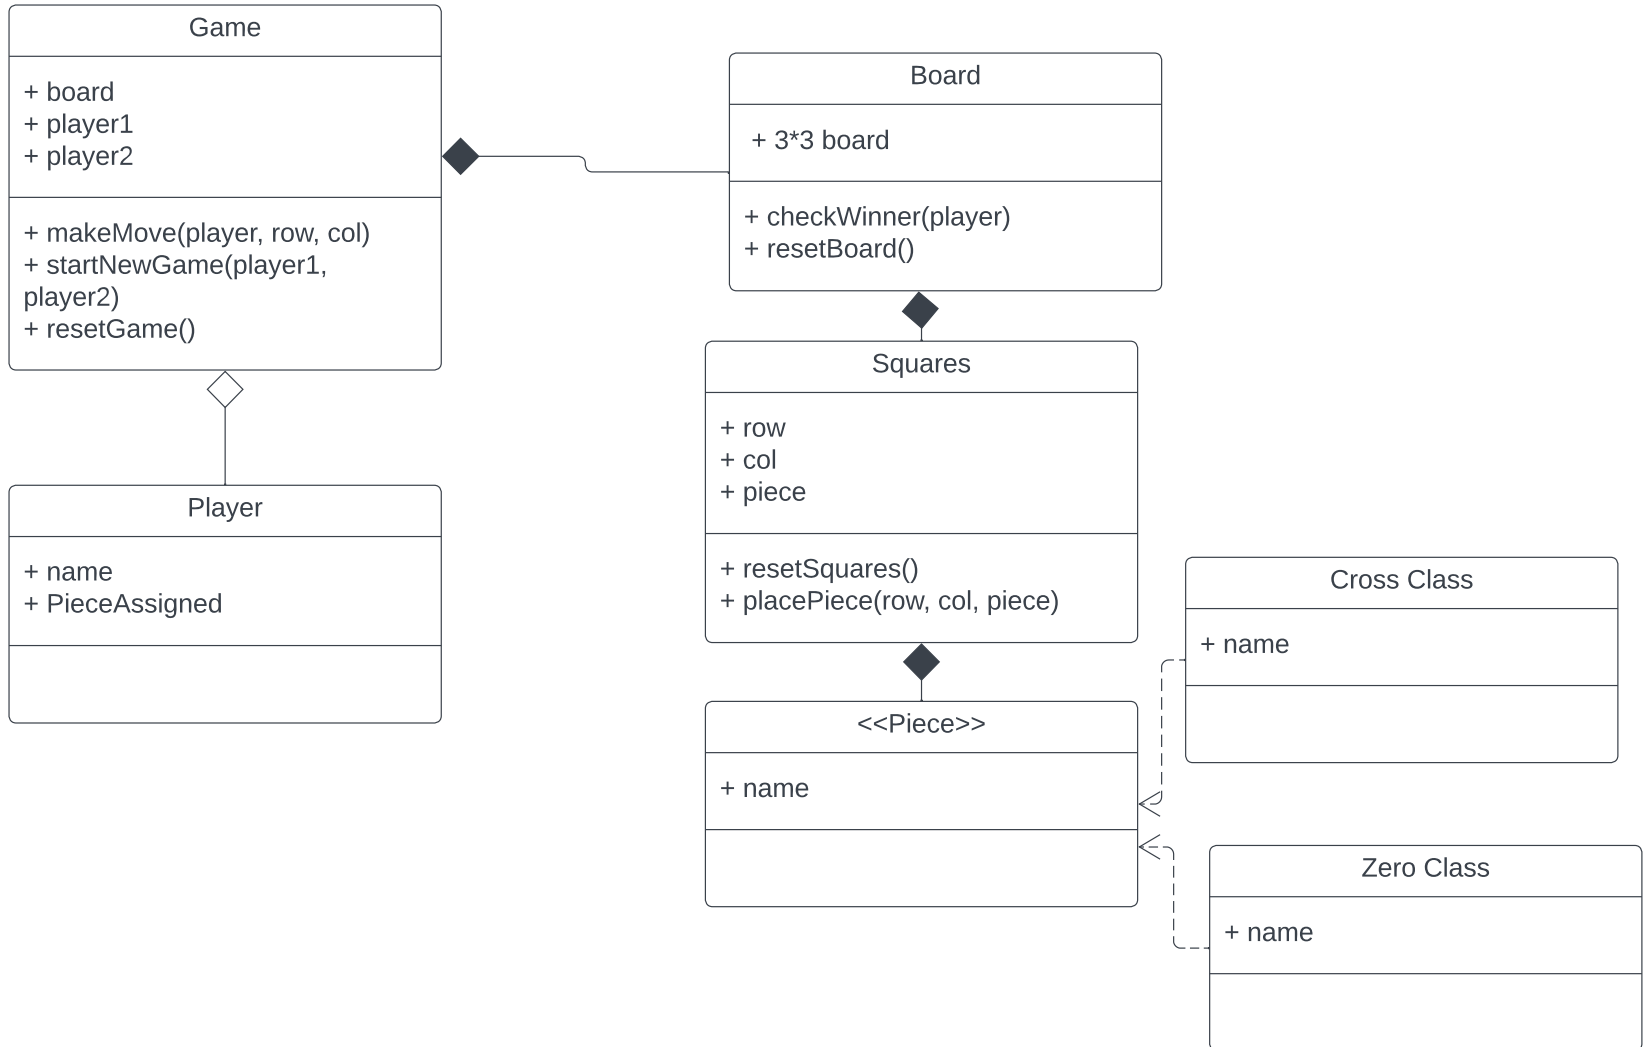 Game
+ board
+ player1
+ player2
+ makeMove(player, row, col)
+ startNewGame(player1,
player2)
+ resetGame()
Board
+ 3*3 board
+ checkWinner(player)
+ resetBoard()
Squares
+ row
+ col
+ piece
+ resetSquares()
+ placePiece(row, col, piece)
Player
+ name
+ PieceAssigned
<<Piece>>
+ name
Cross Class
+ name
Zero Class
+ name